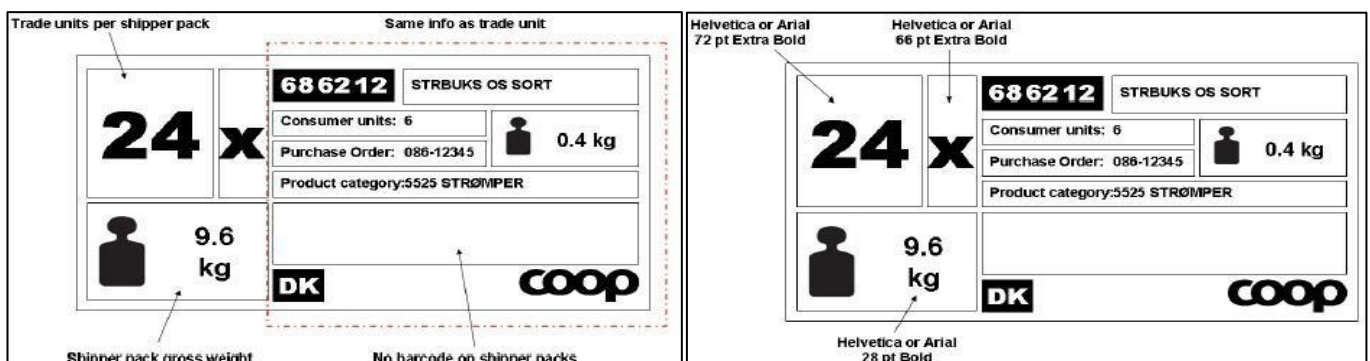 Trade units per shipper pack
Same info as trade unit
24
x
686212
STRBUKS OS SORT
Consumer units: 6
Purchase Order: 086-12345
0.4 kg
Product category:5525 STRØMPER
9.6
kg
DK
coop
Shipper pack gross weight
No barcode on shipper packs
Helvetica or Arial
72 pt Extra Bold
Helvetica or Arial
66 pt Extra Bold
24
x
686212
STRBUKS OS SORT
Consumer units: 6
Purchase Order: 086-12345
0.4 kg
Product category:5525 STRØMPER
9.6
kg
DK
coop
Helvetica or Arial
28 pt Bold